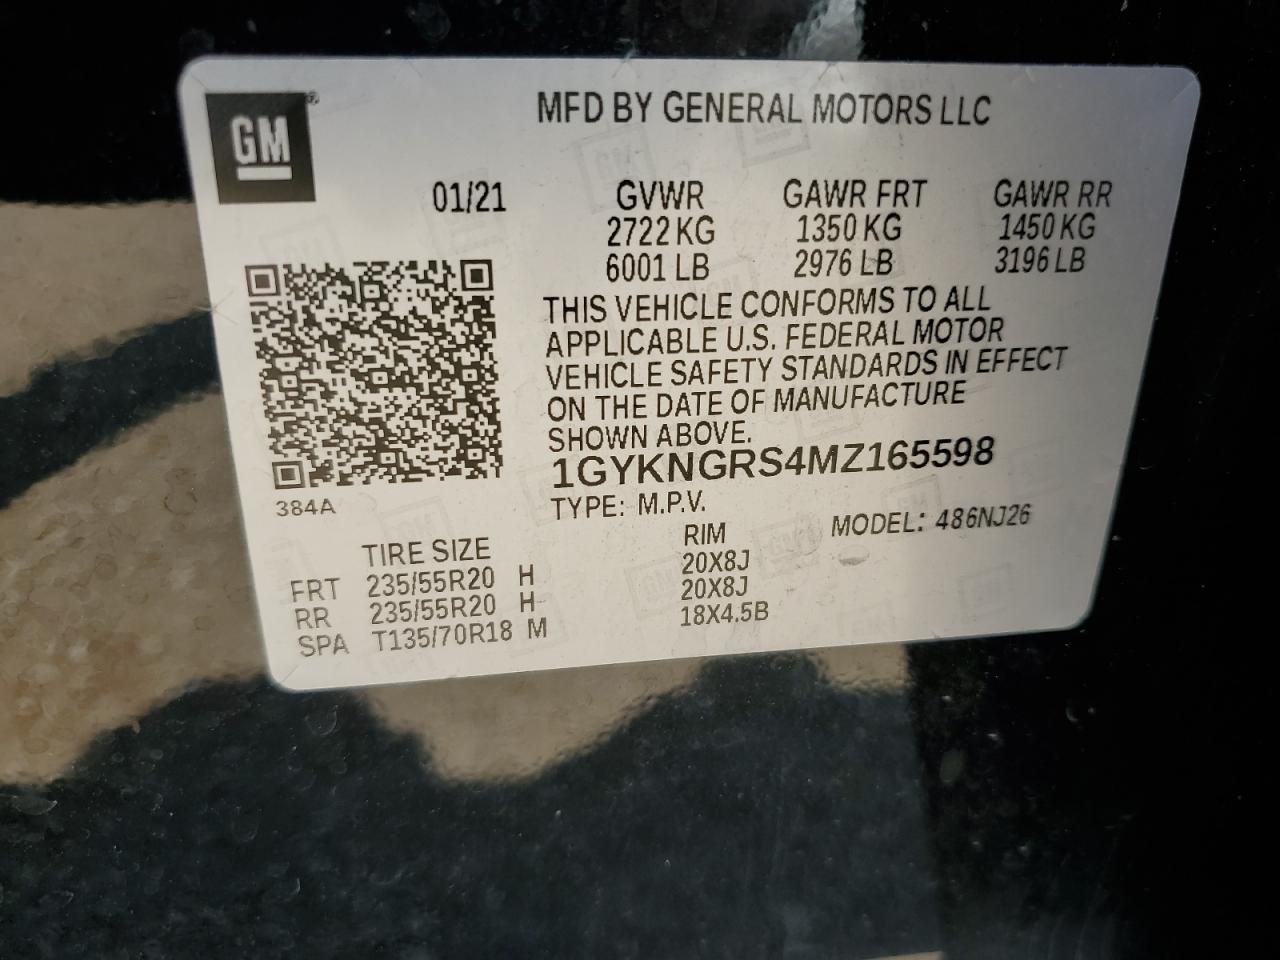 GM®
MFD BY GENERAL MOTORS LLC
01/21 GVWR GAWR FRT GAWR RR
2722 KG 1350 KG 1450 KG
6001 LB 2976 LB 3196 LB
THIS VEHICLE CONFORMS TO ALL
APPLICABLE U.S. FEDERAL MOTOR
VEHICLE SAFETY STANDARDS IN EFFECT
ON THE DATE OF MANUFACTURE
SHOWN ABOVE.
1GYKNGRS4MZ165598
384A
TYPE: M.P.V. MODEL: 486NJ26
TIRE SIZE RIM
FRT 235/55R20 H 20X8J
RR 235/55R20 H 20X8J
SPA T135/70R18 M 18X4.5B